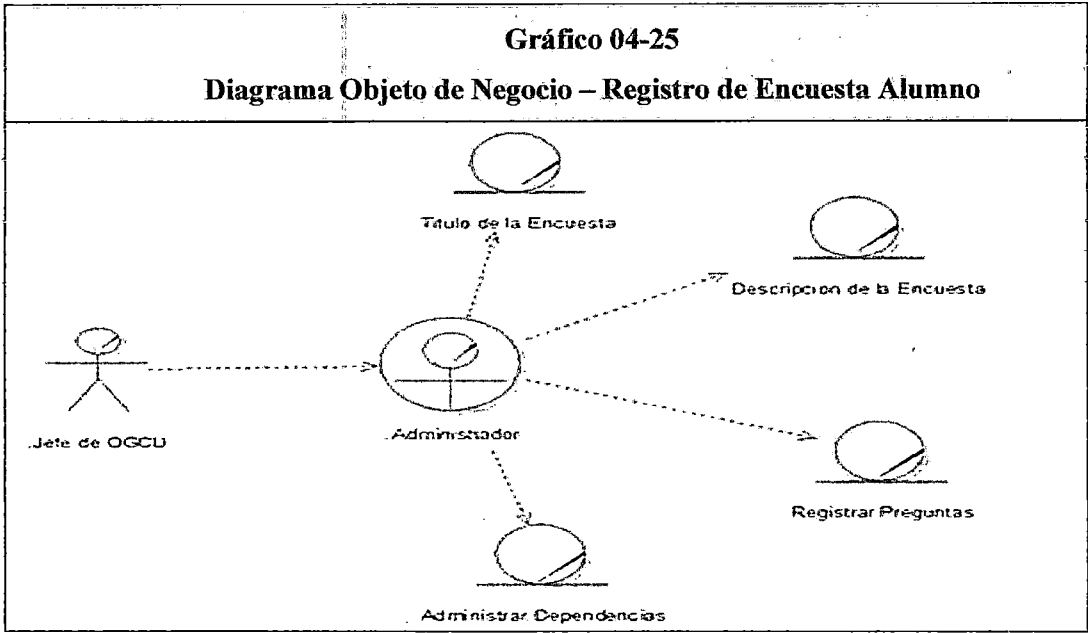 Gráfico 04-25
Diagrama Objeto de Negocio – Registro de Encuesta Alumno
Titulo de la Encuesta
Descripcion de la Encuesta
Jefe de OGCU
Administrador
Registrar Preguntas
Administrar Dependencias